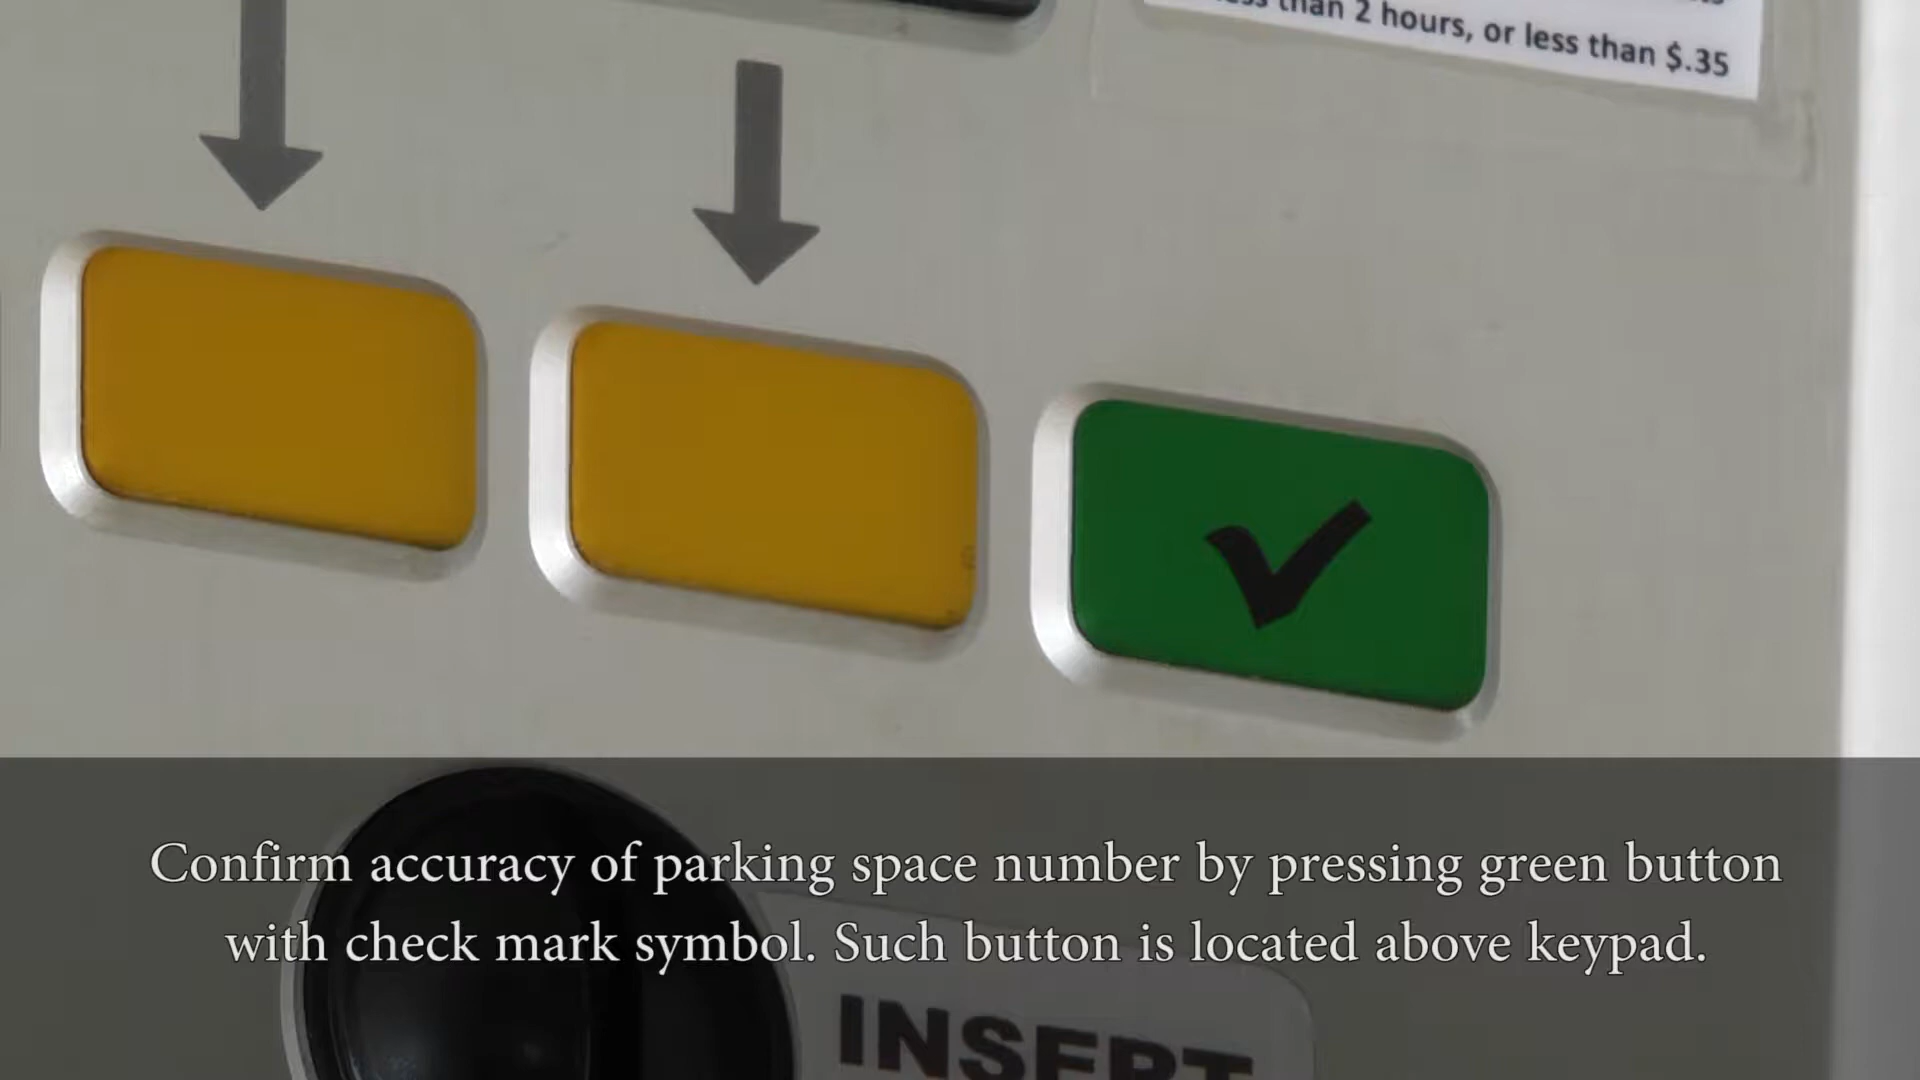 than 2 hours, or less than $.35
Confirm accuracy of parking space number by pressing green button
with check mark symbol. Such button is located above keypad.
INSERT